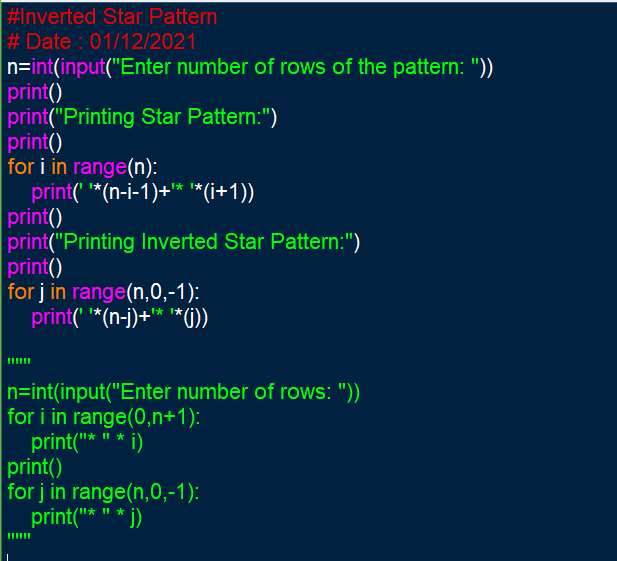 #Inverted Star Pattern
# Date : 01/12/2021
n=int(input("Enter number of rows of the pattern: "))
print()
print("Printing Star Pattern:")
print()
for i in range(n):
    print(' '*(n-i-1)+'* '*(i+1))
print()
print("Printing Inverted Star Pattern:")
print()
for j in range(n,0,-1):
    print(' '*(n-j)+'* '*(j))

"""
n=int(input("Enter number of rows: "))
for i in range(0,n+1):
    print("* " * i)
print()
for j in range(n,0,-1):
    print("* " * j)
"""